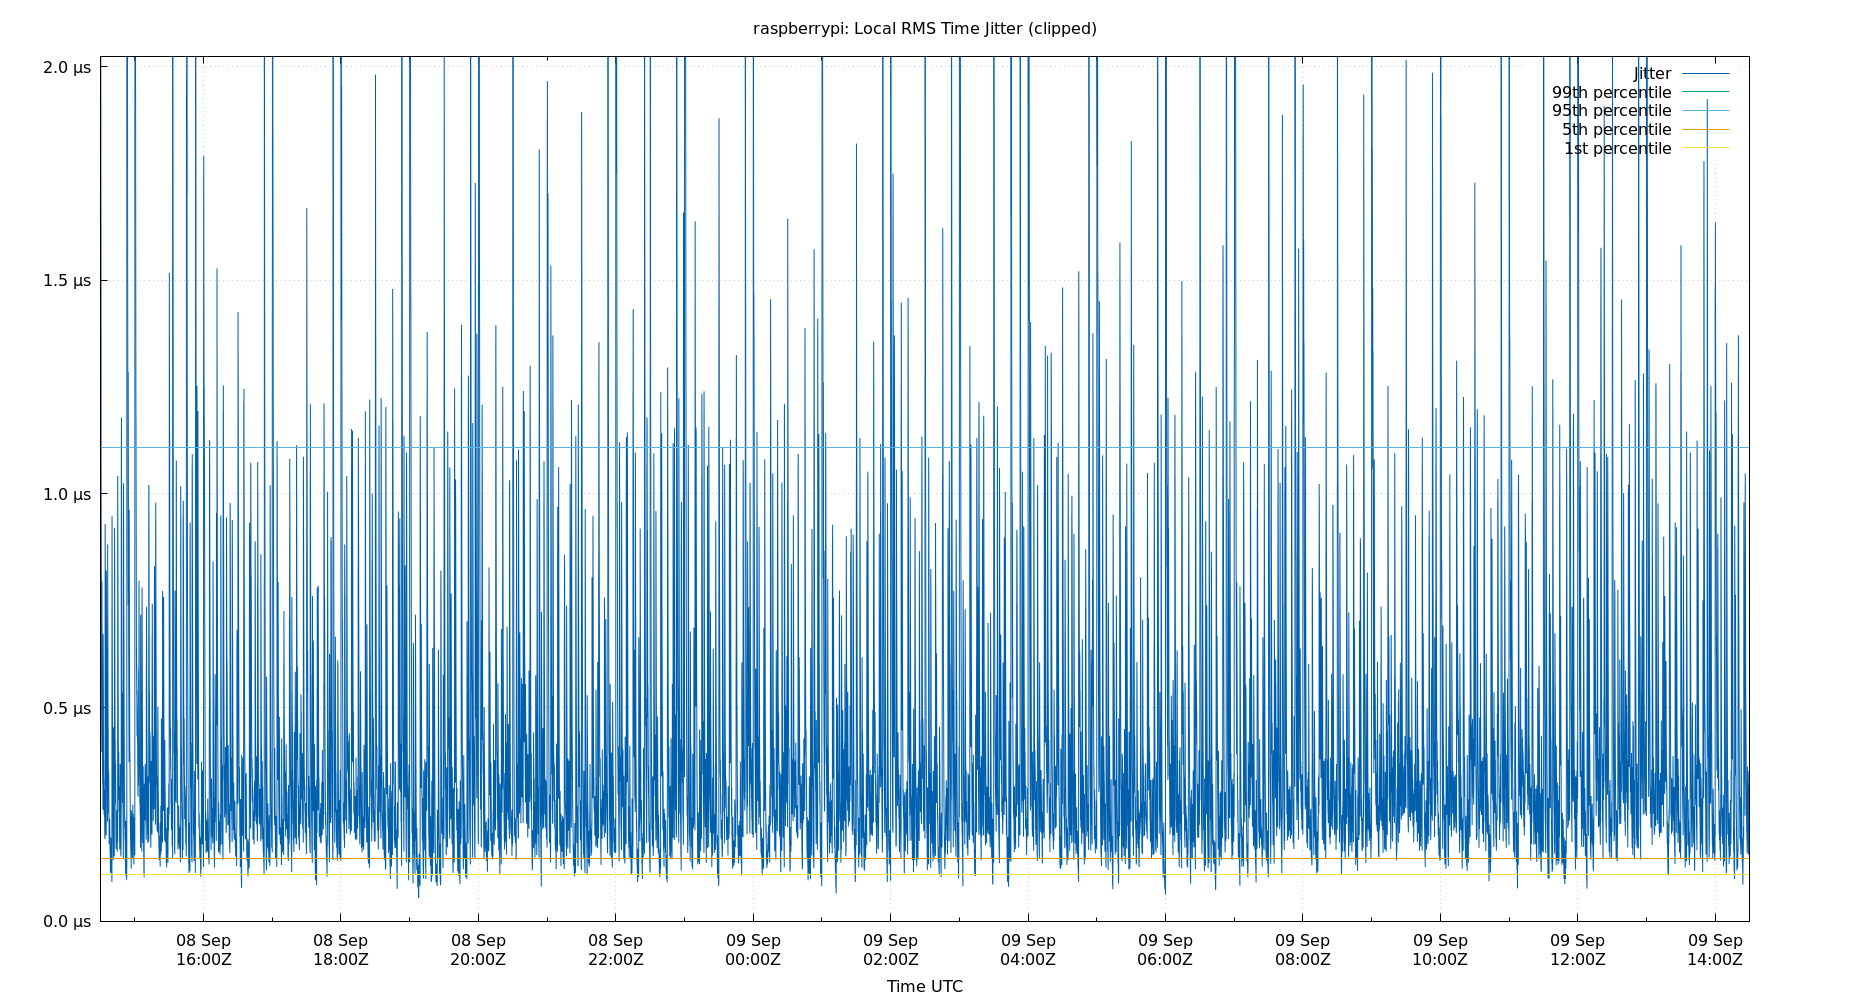 raspberrypi: Local RMS Time Jitter (clipped)
2.0 µs
1.5 µs
1.0 µs
0.5 µs
0.0 µs
Jitter
99th percentile
95th percentile
5th percentile
1st percentile
08 Sep
16:00Z
08 Sep
18:00Z
08 Sep
20:00Z
08 Sep
22:00Z
09 Sep
00:00Z
09 Sep
02:00Z
09 Sep
04:00Z
09 Sep
06:00Z
09 Sep
08:00Z
09 Sep
10:00Z
09 Sep
12:00Z
09 Sep
14:00Z
Time UTC